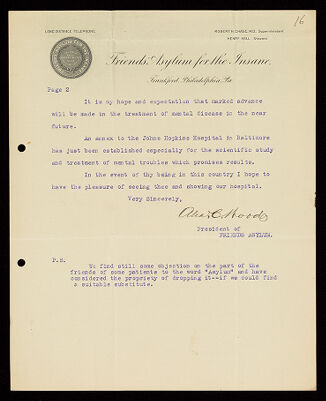 16
LONG DISTANCE TELEPHONE
ROBERT H. CHASE, M.D., Superintendent
HENRY HALL, Steward
Friends' Asylum for the Insane,
Frankford, Philadelphia, Pa.
Page 2
It is my hope and expectation that marked advance
will be made in the treatment of mental disease in the near
future.
An annex to the Johns Hopkins Hospital in Baltimore
has just been established especially for the scientific study
and treatment of mental troubles which promises results.
In the event of thy being in this country I hope to
have the pleasure of seeing thee and showing our hospital.
Very Sincerely,
Alex C. Wood
President of
FRIENDS ASYLUM.
P.S.
We find still some objection on the part of the
friends of some patients to the word "Asylum" and have
considered the propriety of dropping it--if we could find
a suitable substitute.